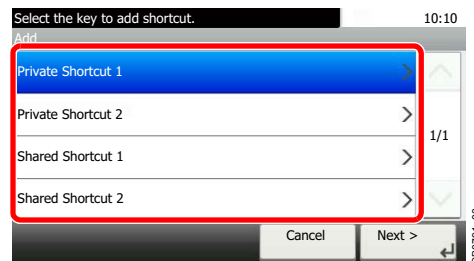 Select the key to add shortcut. 10:10
Add
Private Shortcut 1
Private Shortcut 2
1/1
Shared Shortcut 1
Shared Shortcut 2
Cancel Next >